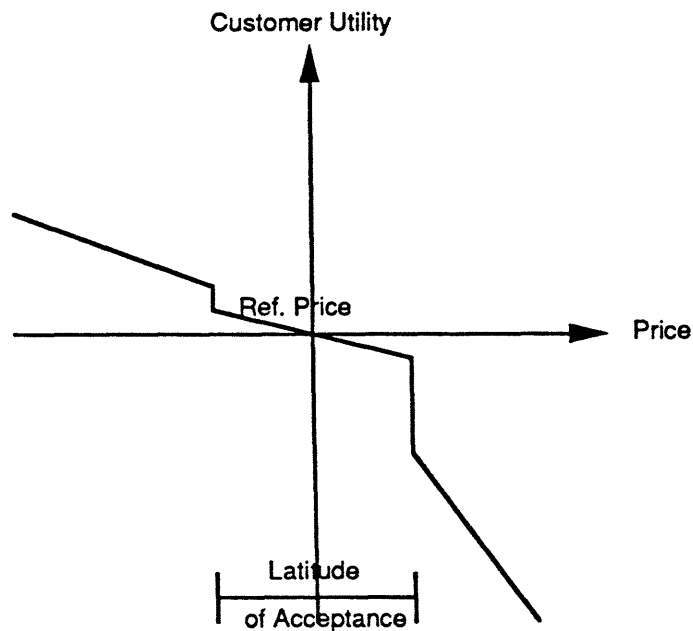 Customer Utility
Ref. Price
Price
Latitude
of Acceptance